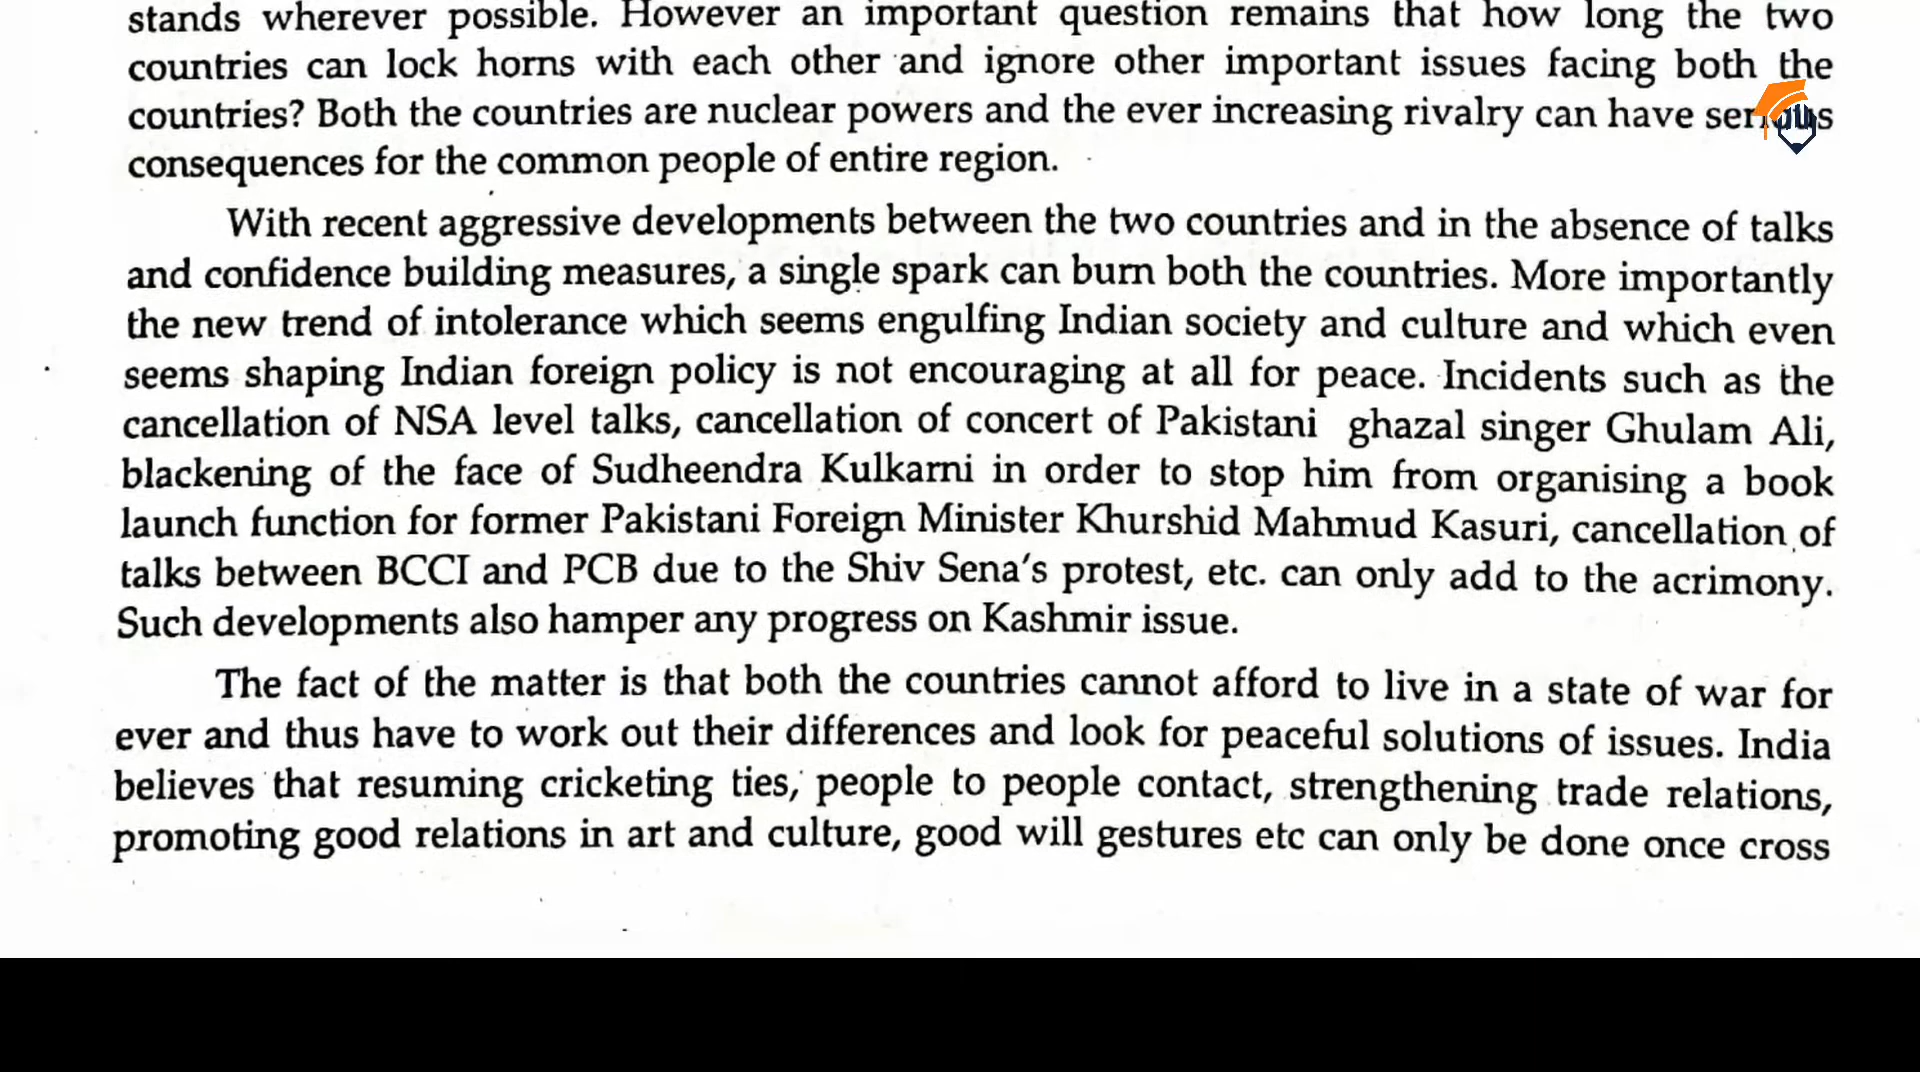 stands wherever possible. However an important question remains that how long the two
countries can lock horns with each other and ignore other important issues facing both the
countries? Both the countries are nuclear powers and the ever increasing rivalry can have serious
consequences for the common people of entire region.
With recent aggressive developments between the two countries and in the absence of talks
and confidence building measures, a single spark can burn both the countries. More importantly
the new trend of intolerance which seems engulfing Indian society and culture and which even
seems shaping Indian foreign policy is not encouraging at all for peace. Incidents such as the
cancellation of NSA level talks, cancellation of concert of Pakistani ghazal singer Ghulam Ali,
blackening of the face of Sudheendra Kulkarni in order to stop him from organising a book
launch function for former Pakistani Foreign Minister Khurshid Mahmud Kasuri, cancellation of
talks between BCCI and PCB due to the Shiv Sena's protest, etc. can only add to the acrimony.
Such developments also hamper any progress on Kashmir issue.
The fact of the matter is that both the countries cannot afford to live in a state of war for
ever and thus have to work out their differences and look for peaceful solutions of issues. India
believes that resuming cricketing ties, people to people contact, strengthening trade relations,
promoting good relations in art and culture, good will gestures etc can only be done once cross